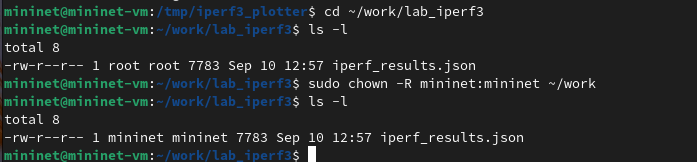 mininet@mininet-vm:/tmp/iperf3_plotter$ cd ~/work/lab_iperf3
mininet@mininet-vm:~/work/lab_iperf3$ ls -l
total 8
-rw-r--r-- 1 root root 7783 Sep 10 12:57 iperf_results.json
mininet@mininet-vm:~/work/lab_iperf3$ sudo chown -R mininet:mininet ~/work
mininet@mininet-vm:~/work/lab_iperf3$ ls -l
total 8
-rw-r--r-- 1 mininet mininet 7783 Sep 10 12:57 iperf_results.json
mininet@mininet-vm:~/work/lab_iperf3$